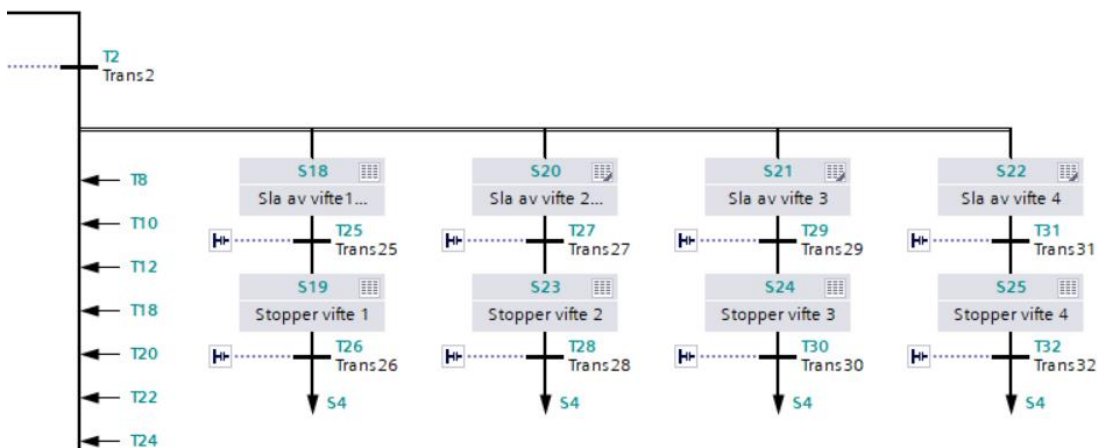 T2
Trans2
S18
Sla av vifte1...
S20
Sla av vifte 2...
S21
Sla av vifte 3
S22
Sla av vifte 4
T8
T10
T12
T18
T20
T22
T24
T25
Trans25
T27
Trans27
T29
Trans29
T31
Trans31
S19
Stopper vifte 1
S23
Stopper vifte 2
S24
Stopper vifte 3
S25
Stopper vifte 4
T26
Trans26
T28
Trans28
T30
Trans30
T32
Trans32
S4
S4
S4
S4